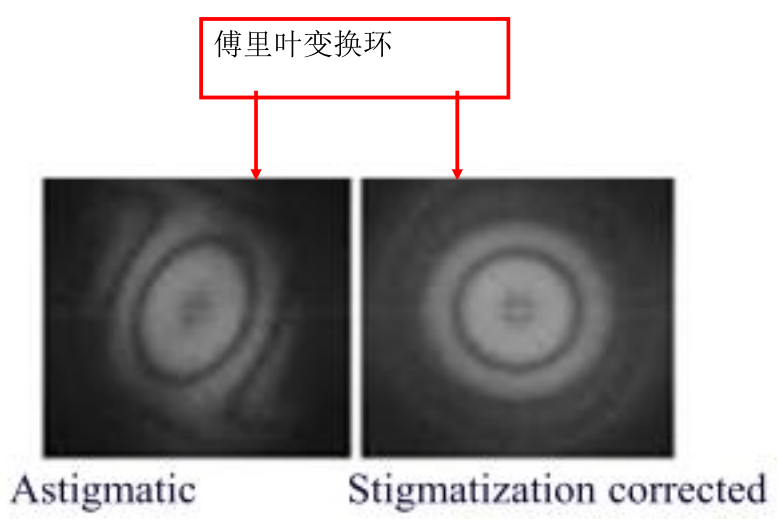 傅里叶变换环
Astigmatic
Stigmatization corrected